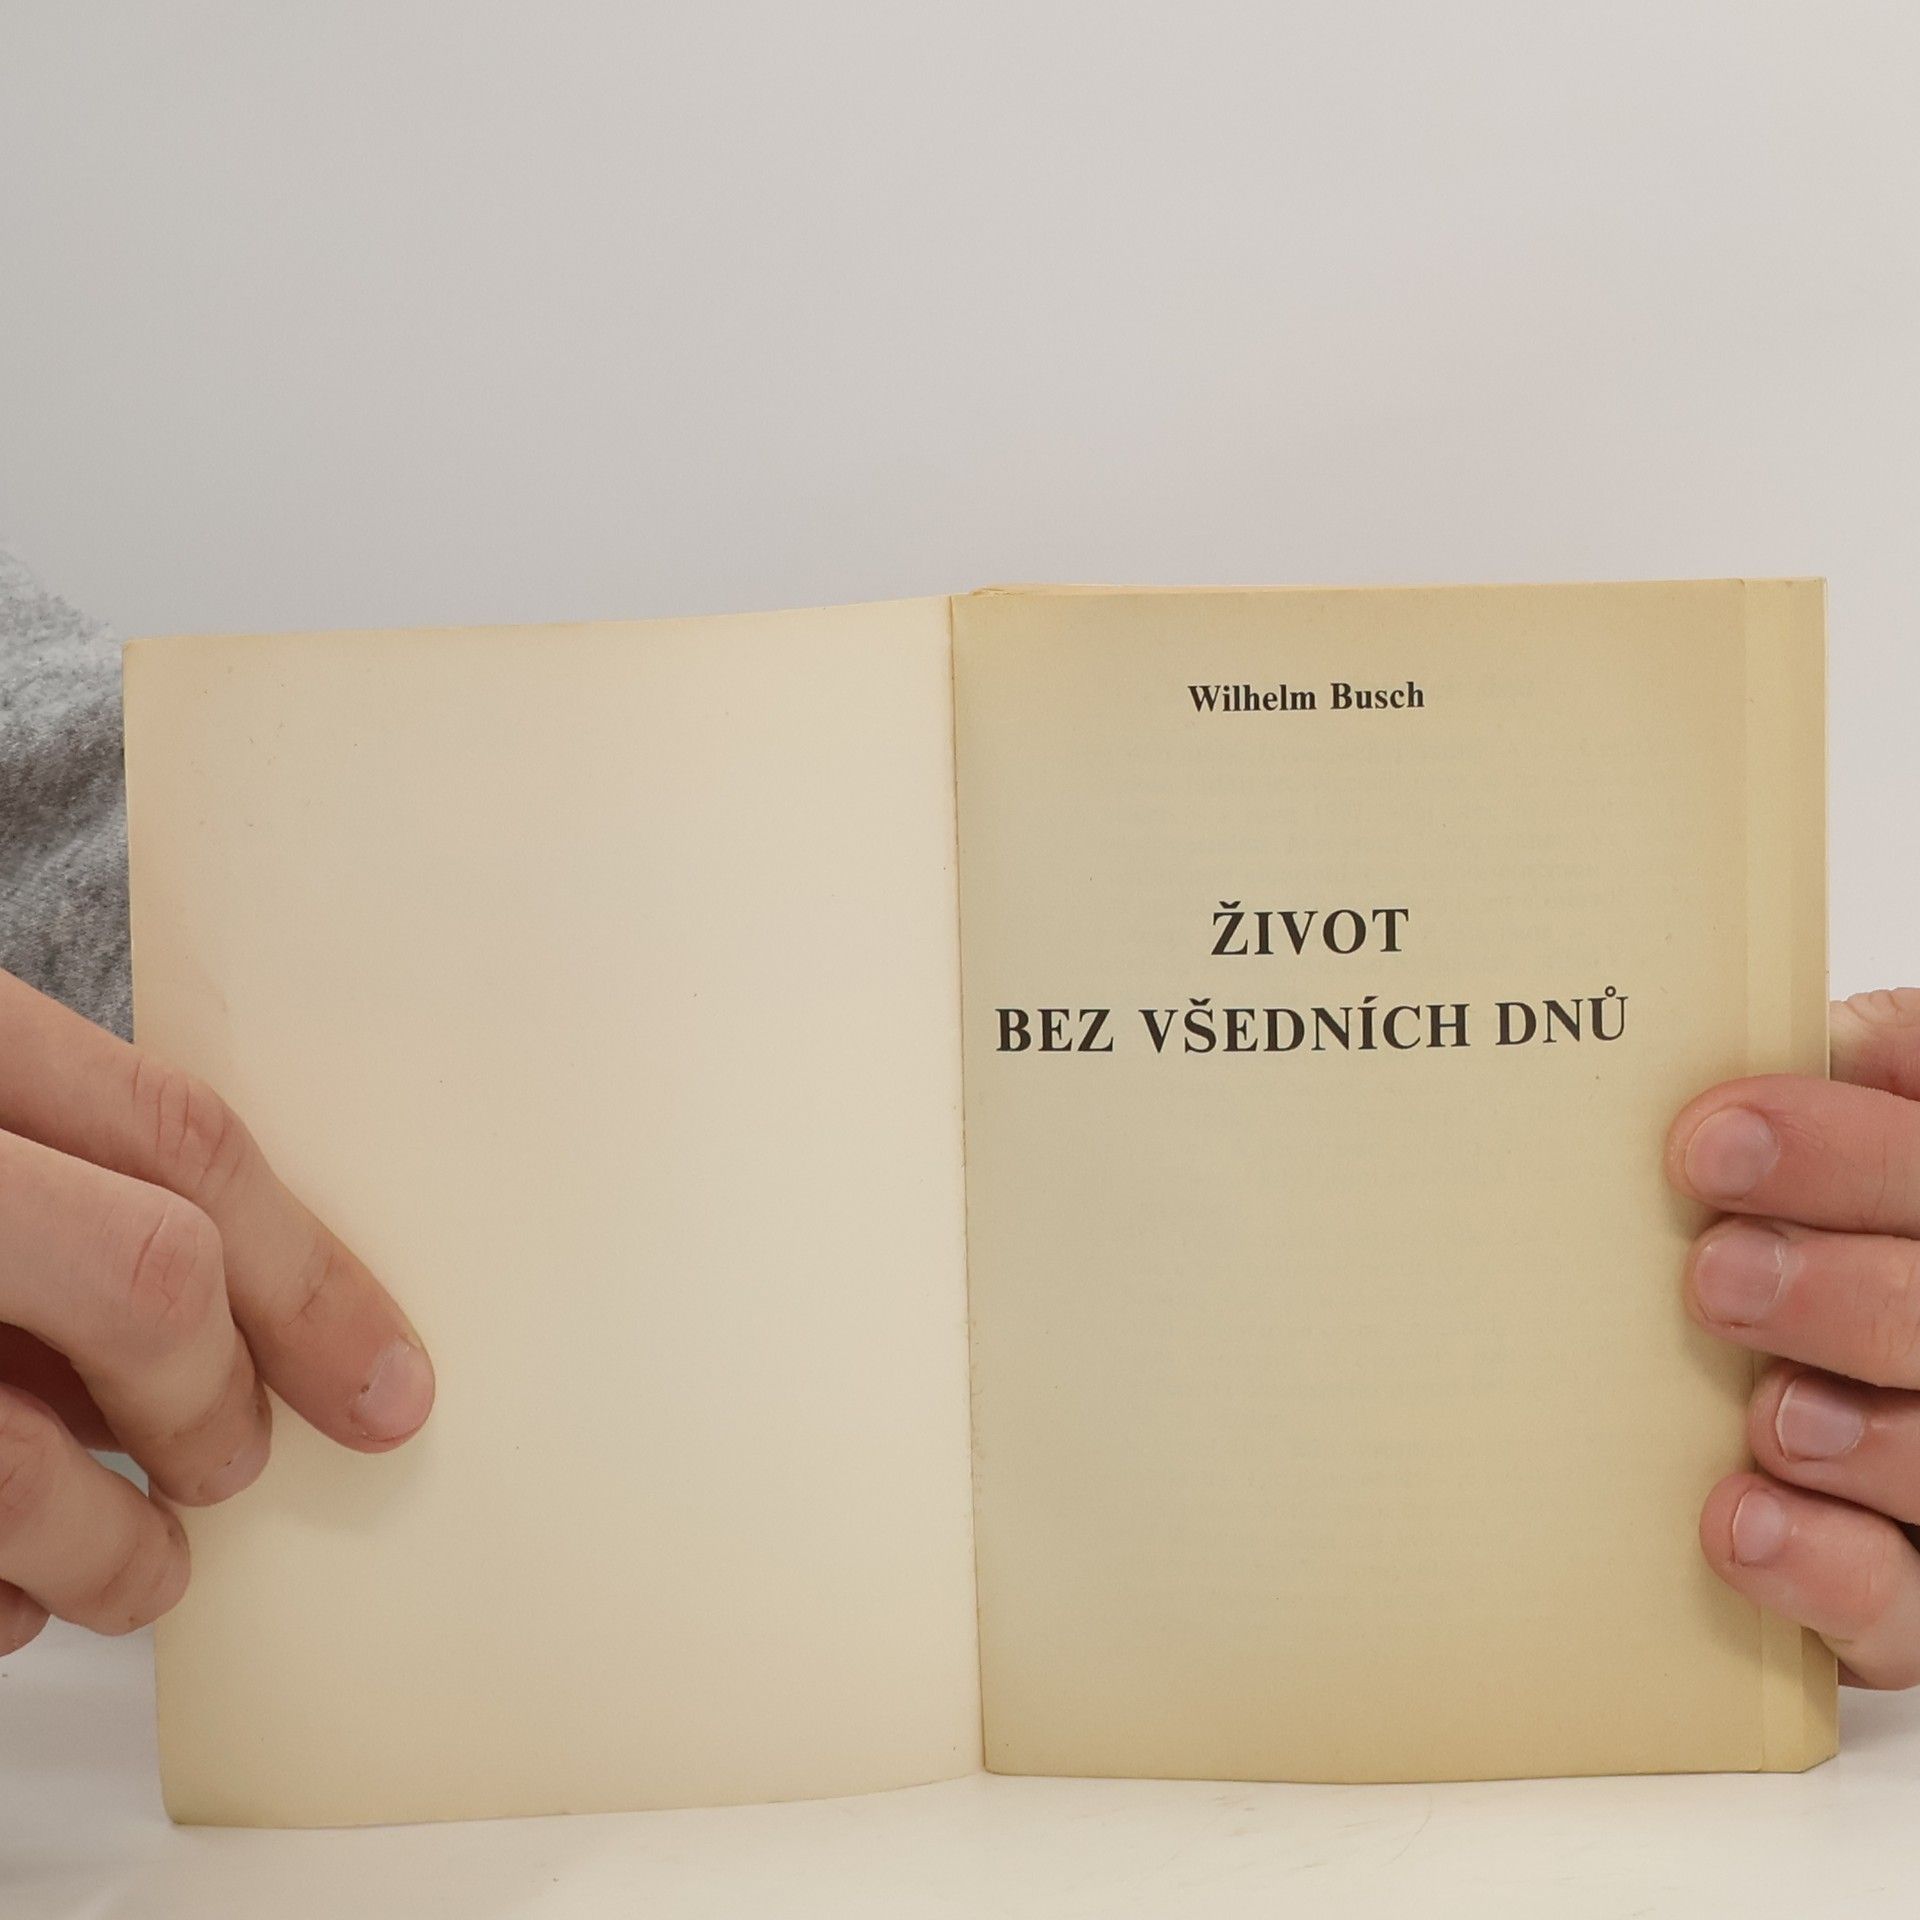 Wilhelm Busch
ŽIVOT
BEZ VŠEDNÍCH DNŮ